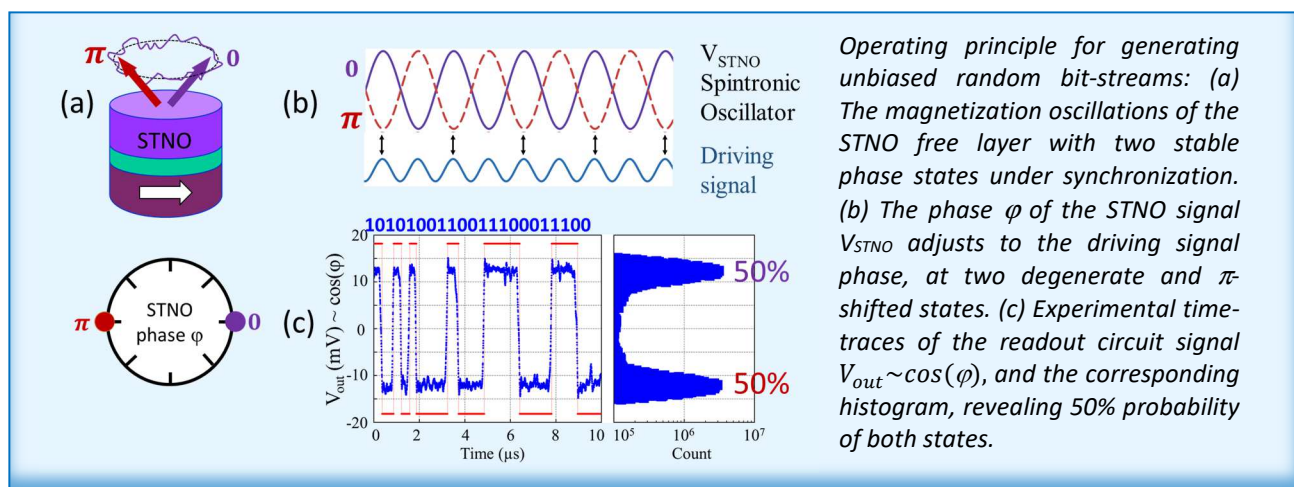 π
0
(a)
STNO
STNO
phase φ
π
0
(b)
0
π
V_STNO
Spintronic
Oscillator
Driving
signal
(c)
10101001100111000011100
V_out (mV) ~ cos(φ)
20
10
0
-10
-20
0
2
4
6
8
10
Time (µs)
50%
50%
10^5
10^6
10^7
Count
Operating principle for generating
unbiased random bit-streams: (a)
The magnetization oscillations of the
STNO free layer with two stable
phase states under synchronization.
(b) The phase φ of the STNO signal
V_STNO adjusts to the driving signal
phase, at two degenerate and π-
shifted states. (c) Experimental time-
traces of the readout circuit signal
V_out~cos(φ), and the corresponding
histogram, revealing 50% probability
of both states.